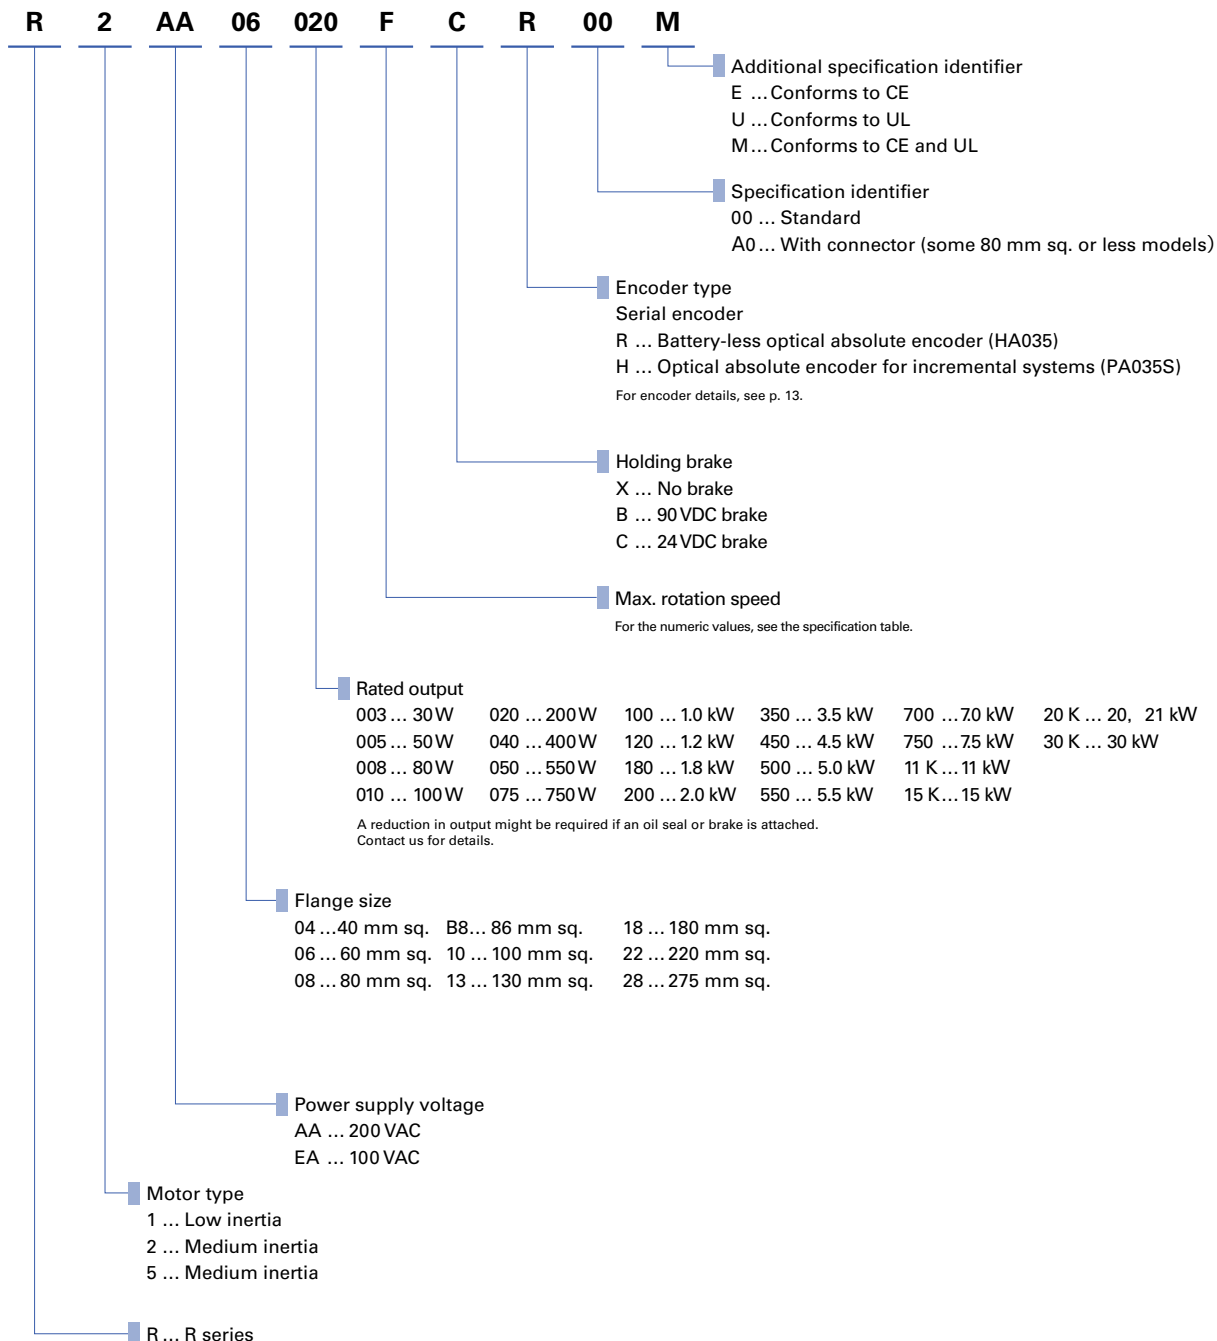 R 2 AA 06 020 F C R 00 M
Additional specification identifier
E ... Conforms to CE
U ... Conforms to UL
M ... Conforms to CE and UL
Specification identifier
00 ... Standard
A0 ... With connector (some 80 mm sq. or less models)
Encoder type
Serial encoder
R ... Battery-less optical absolute encoder (HA035)
H ... Optical absolute encoder for incremental systems (PA035S)
For encoder details, see p. 13.
Holding brake
X ... No brake
B ... 90 VDC brake
C ... 24 VDC brake
Max. rotation speed
For the numeric values, see the specification table.
Rated output
003 ... 30 W 020 ... 200 W 100 ... 1.0 kW 350 ... 3.5 kW 700 ... 7.0 kW 20 K ... 20, 21 kW
005 ... 50 W 040 ... 400 W 120 ... 1.2 kW 450 ... 4.5 kW 750 ... 7.5 kW 30 K ... 30 kW
008 ... 80 W 050 ... 550 W 180 ... 1.8 kW 500 ... 5.0 kW 11 K ... 11 kW
010 ... 100 W 075 ... 750 W 200 ... 2.0 kW 550 ... 5.5 kW 15 K ... 15 kW
A reduction in output might be required if an oil seal or brake is attached.
Contact us for details.
Flange size
04 ... 40 mm sq. B8 ... 86 mm sq. 18 ... 180 mm sq.
06 ... 60 mm sq. 10 ... 100 mm sq. 22 ... 220 mm sq.
08 ... 80 mm sq. 13 ... 130 mm sq. 28 ... 275 mm sq.
Power supply voltage
AA ... 200 VAC
EA ... 100 VAC
Motor type
1 ... Low inertia
2 ... Medium inertia
5 ... Medium inertia
R ... R series